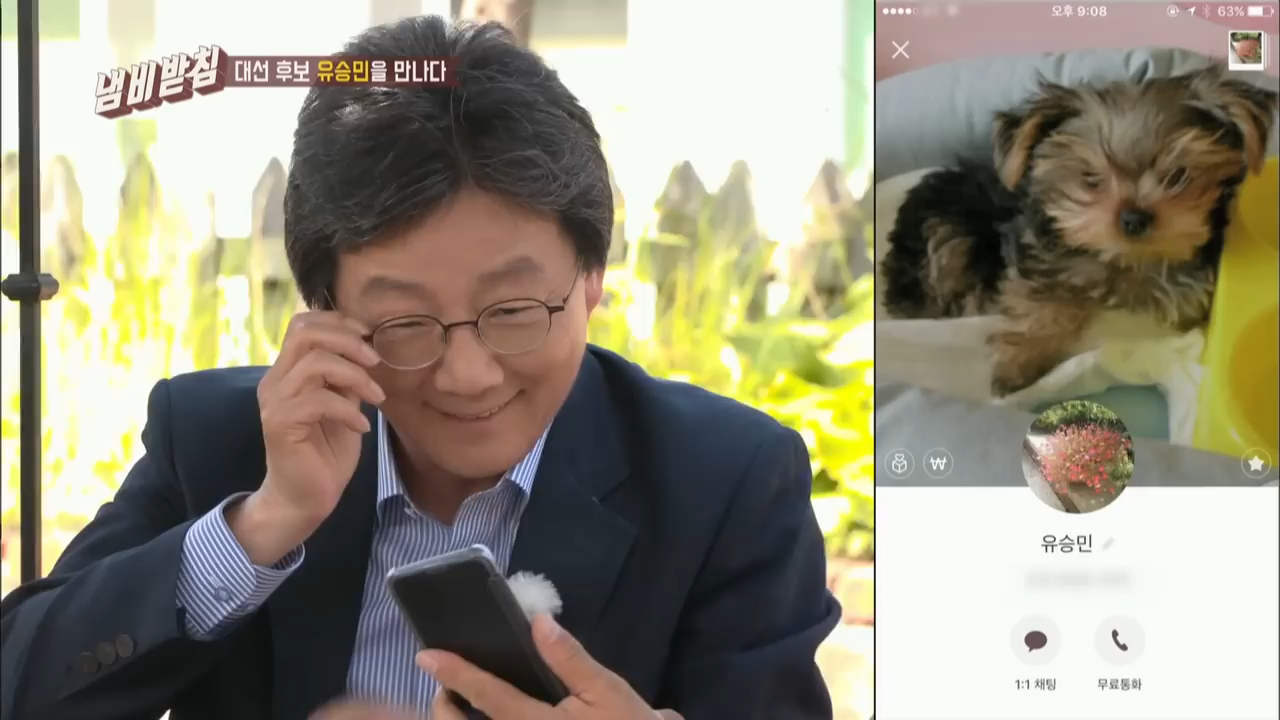 냄비받침
대선 후보 유승민을 만나다
오후 9:08
63%
유승민
1:1 채팅
무료통화